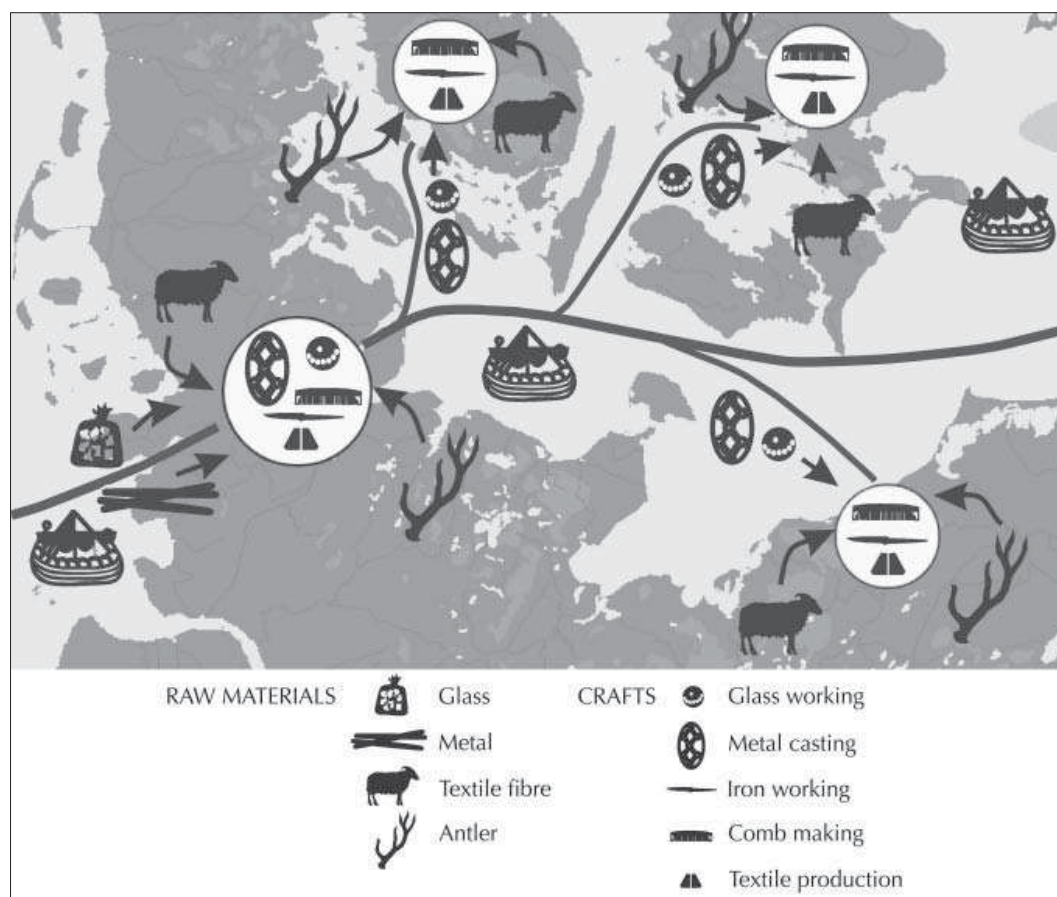 RAW MATERIALS Glass CRAFTS Glass working
Metal Metal casting
Textile fibre Iron working
Antler Comb making
Textile production